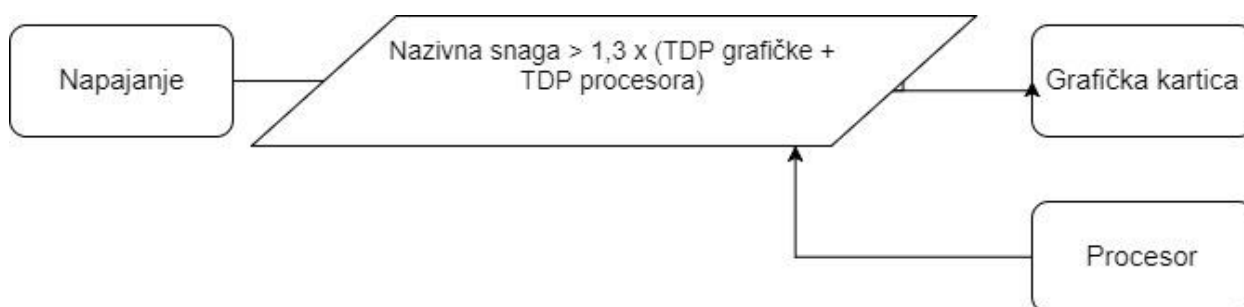 Napajanje
Nazivna snaga > 1,3 x (TDP grafičke +
TDP procesora)
Grafička kartica
Procesor